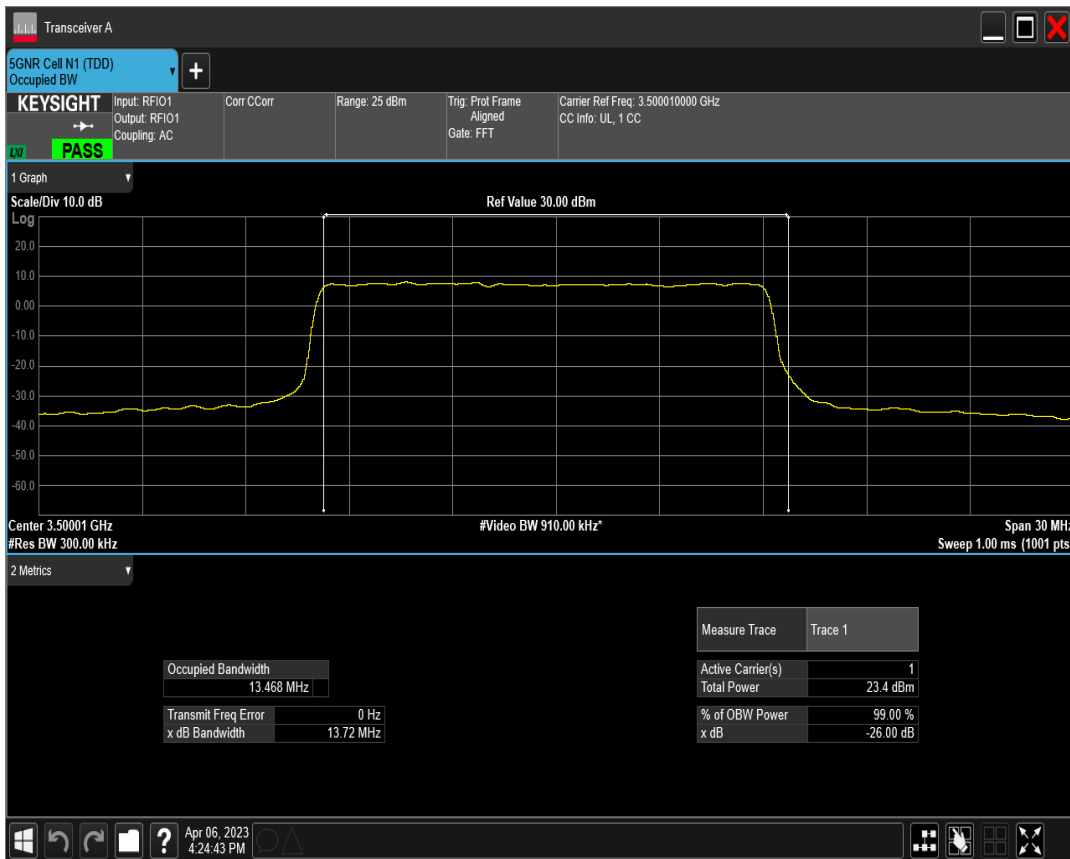 Transceiver A
5GNR Cell N1 (TDD)
Occupied BW
+
KEYSIGHT
LXI
PASS
Input: RFIO1
Output: RFIO1
Coupling: AC
Corr CCorr
Range: 25 dBm
Trig: Prot Frame
Aligned
Gate: FFT
Carrier Ref Freq: 3.500010000 GHz
CC Info: UL, 1 CC
1 Graph
Scale/Div 10.0 dB
Ref Value 30.00 dBm
Log
20.0
10.0
0.00
-10.0
-20.0
-30.0
-40.0
-50.0
-60.0
Center 3.50001 GHz
#Video BW 910.00 kHz*
Span 30 MHz
#Res BW 300.00 kHz
Sweep 1.00 ms (1001 pts
2 Metrics
Measure Trace Trace 1
Occupied Bandwidth
13.468 MHz
Active Carrier(s) 1
Total Power 23.4 dBm
Transmit Freq Error 0 Hz
x dB Bandwidth 13.72 MHz
% of OBW Power 99.00 %
x dB -26.00 dB
?
Apr 06, 2023
4:24:43 PM